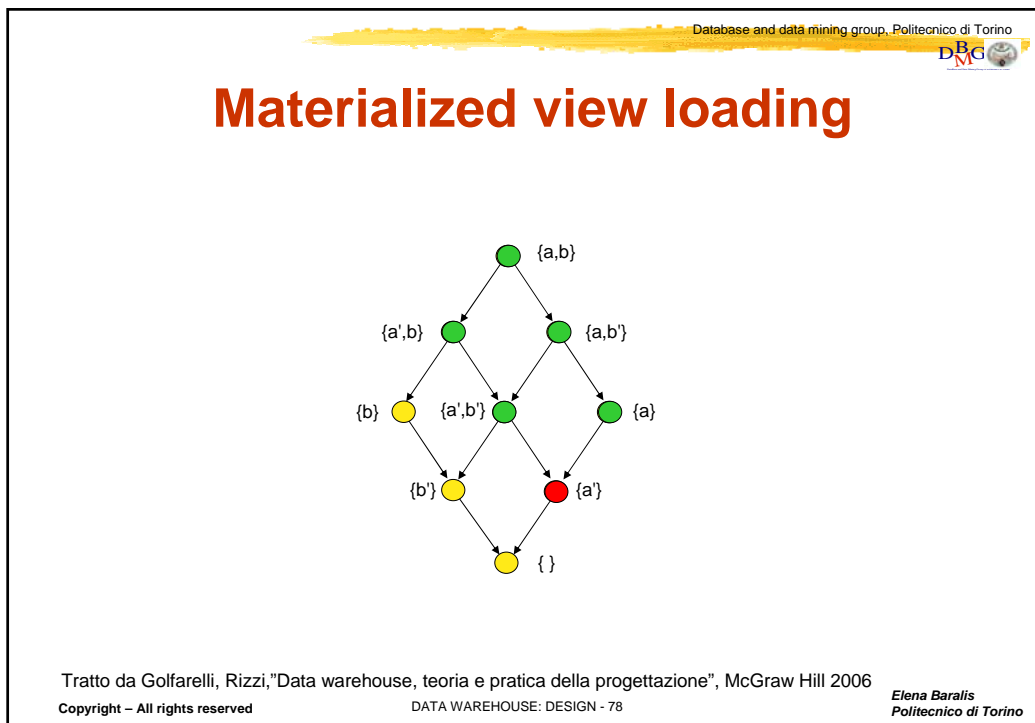 Database and data mining group, Politecnico di Torino
DBMG
Materialized view loading
{a,b}
{a',b} {a,b'}
{b} {a',b'} {a}
{b'} {a'}
{ }
Tratto da Golfarelli, Rizzi,”Data warehouse, teoria e pratica della progettazione”, McGraw Hill 2006
Copyright – All rights reserved DATA WAREHOUSE: DESIGN - 78 Elena Baralis
Politecnico di Torino